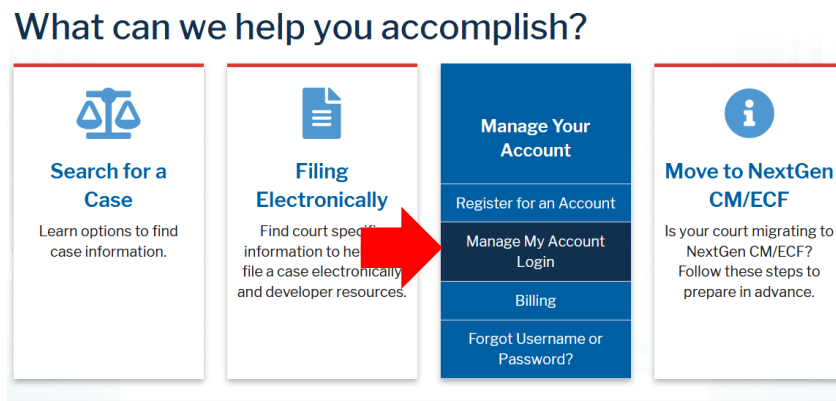 What can we help you accomplish?
Search for a
Case
Learn options to find
case information.
Filing
Electronically
Find court specific
information to
file a case electronically
and developer resources.
Manage Your
Account
Register for an Account
Manage My Account
Login
Billing
Forgot Username or
Password?
Move to NextGen
CM/ECF
Is your court migrating to
NextGen CM/ECF?
Follow these steps to
prepare in advance.